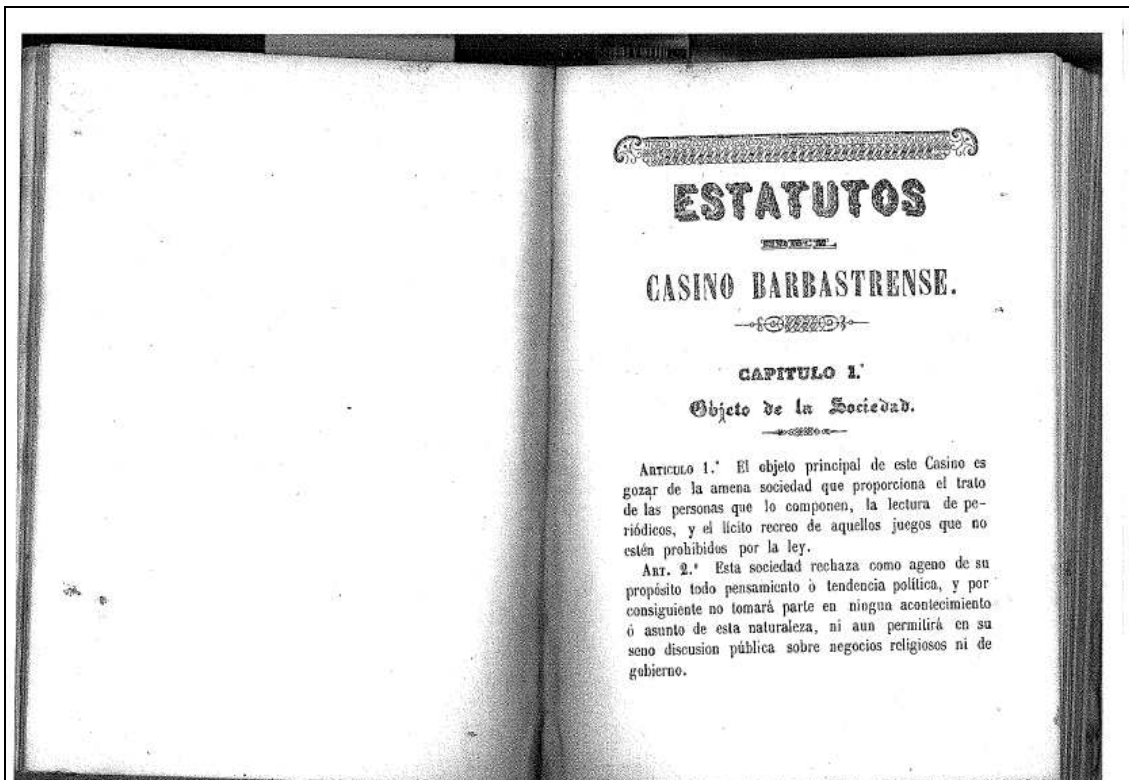 ESTATUTOS
DEL
CASINO BARBASTRENSE.
CAPITULO 1.°
Objeto de la Sociedad.
ARTICULO 1.° El objeto principal de este Casino es
gozar de la amena sociedad que proporciona el trato
de las personas que lo componen, la lectura de pe-
riódicos, y el lícito recreo de aquellos juegos que no
estén prohibidos por la ley.
ART. 2.° Esta sociedad rechaza como ageno de su
propósito todo pensamiento ò tendencia política, y por
consiguiente no tomará parte en ningun acontecimiento
ó asunto de esta naturaleza, ni aun permitirá en su
seno discusion pública sobre negocios religiosos ni de
gobierno.